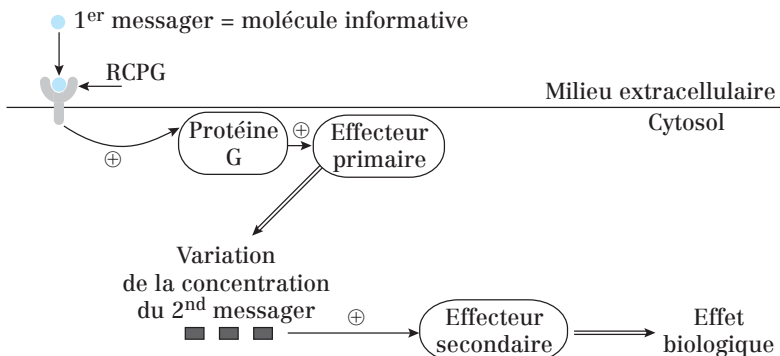 1er messager = molécule informative
RCPG
Milieu extracellulaire
Cytosol
Protéine
G
⊕
⊕
Effecteur
primaire
Variation
de la concentration
du 2nd messager
⊕
Effecteur
secondaire
Effet
biologique